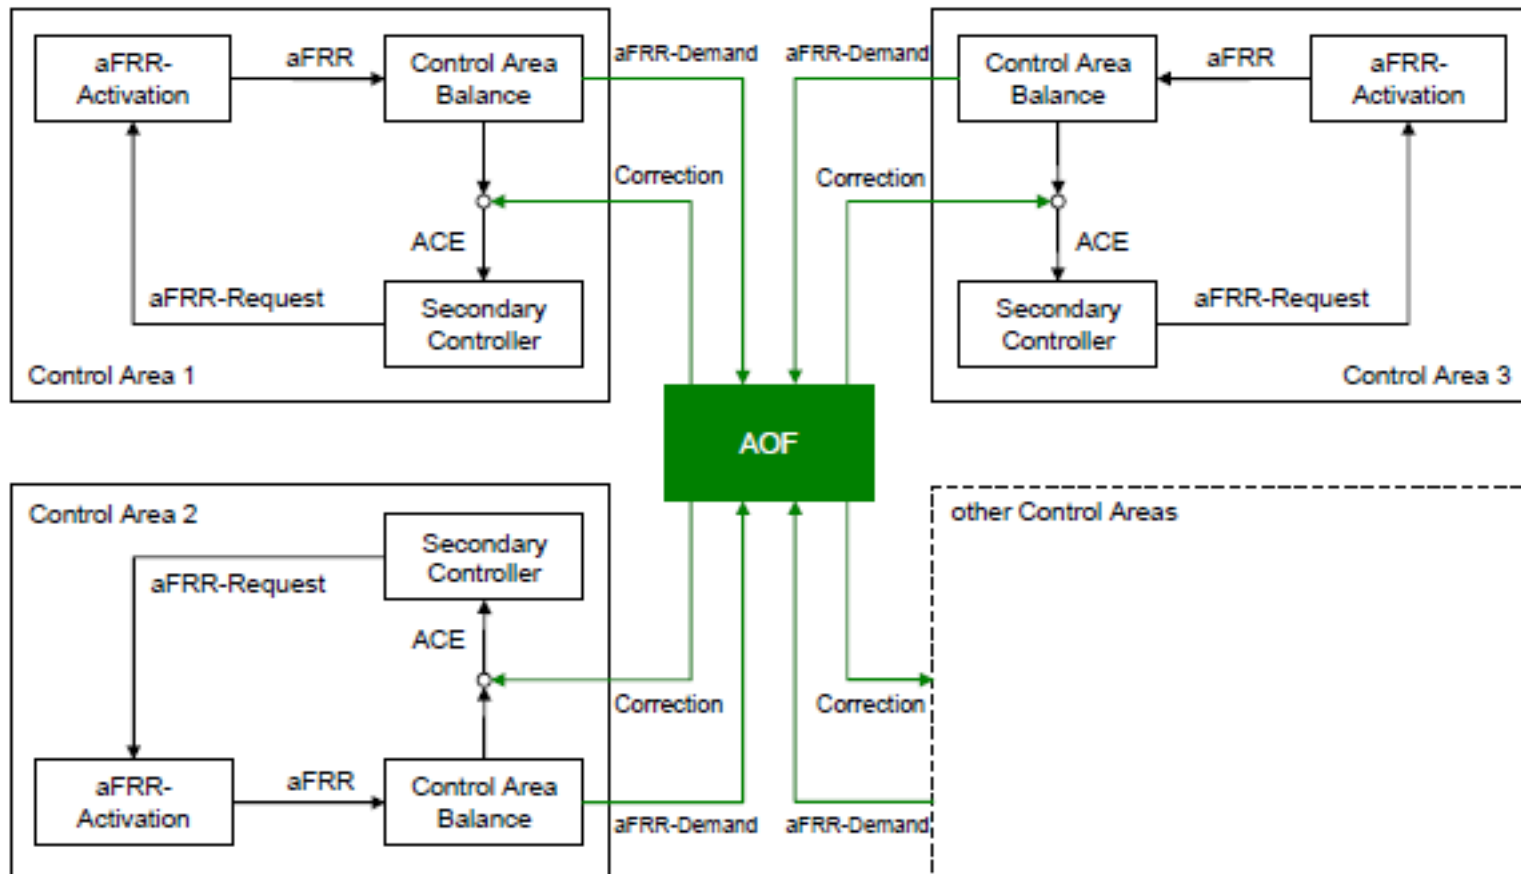 aFRR-
Activation
aFRR
Control Area
Balance
aFRR-Demand
Correction
ACE
aFRR-Request
Secondary
Controller
Control Area 1
aFRR-Demand
Control Area
Balance
aFRR
aFRR-
Activation
Correction
ACE
Secondary
Controller
aFRR-Request
Control Area 3
AOF
Control Area 2
Secondary
Controller
aFRR-Request
ACE
Correction
aFRR-
Activation
aFRR
Control Area
Balance
aFRR-Demand
other Control Areas
Correction
aFRR-Demand